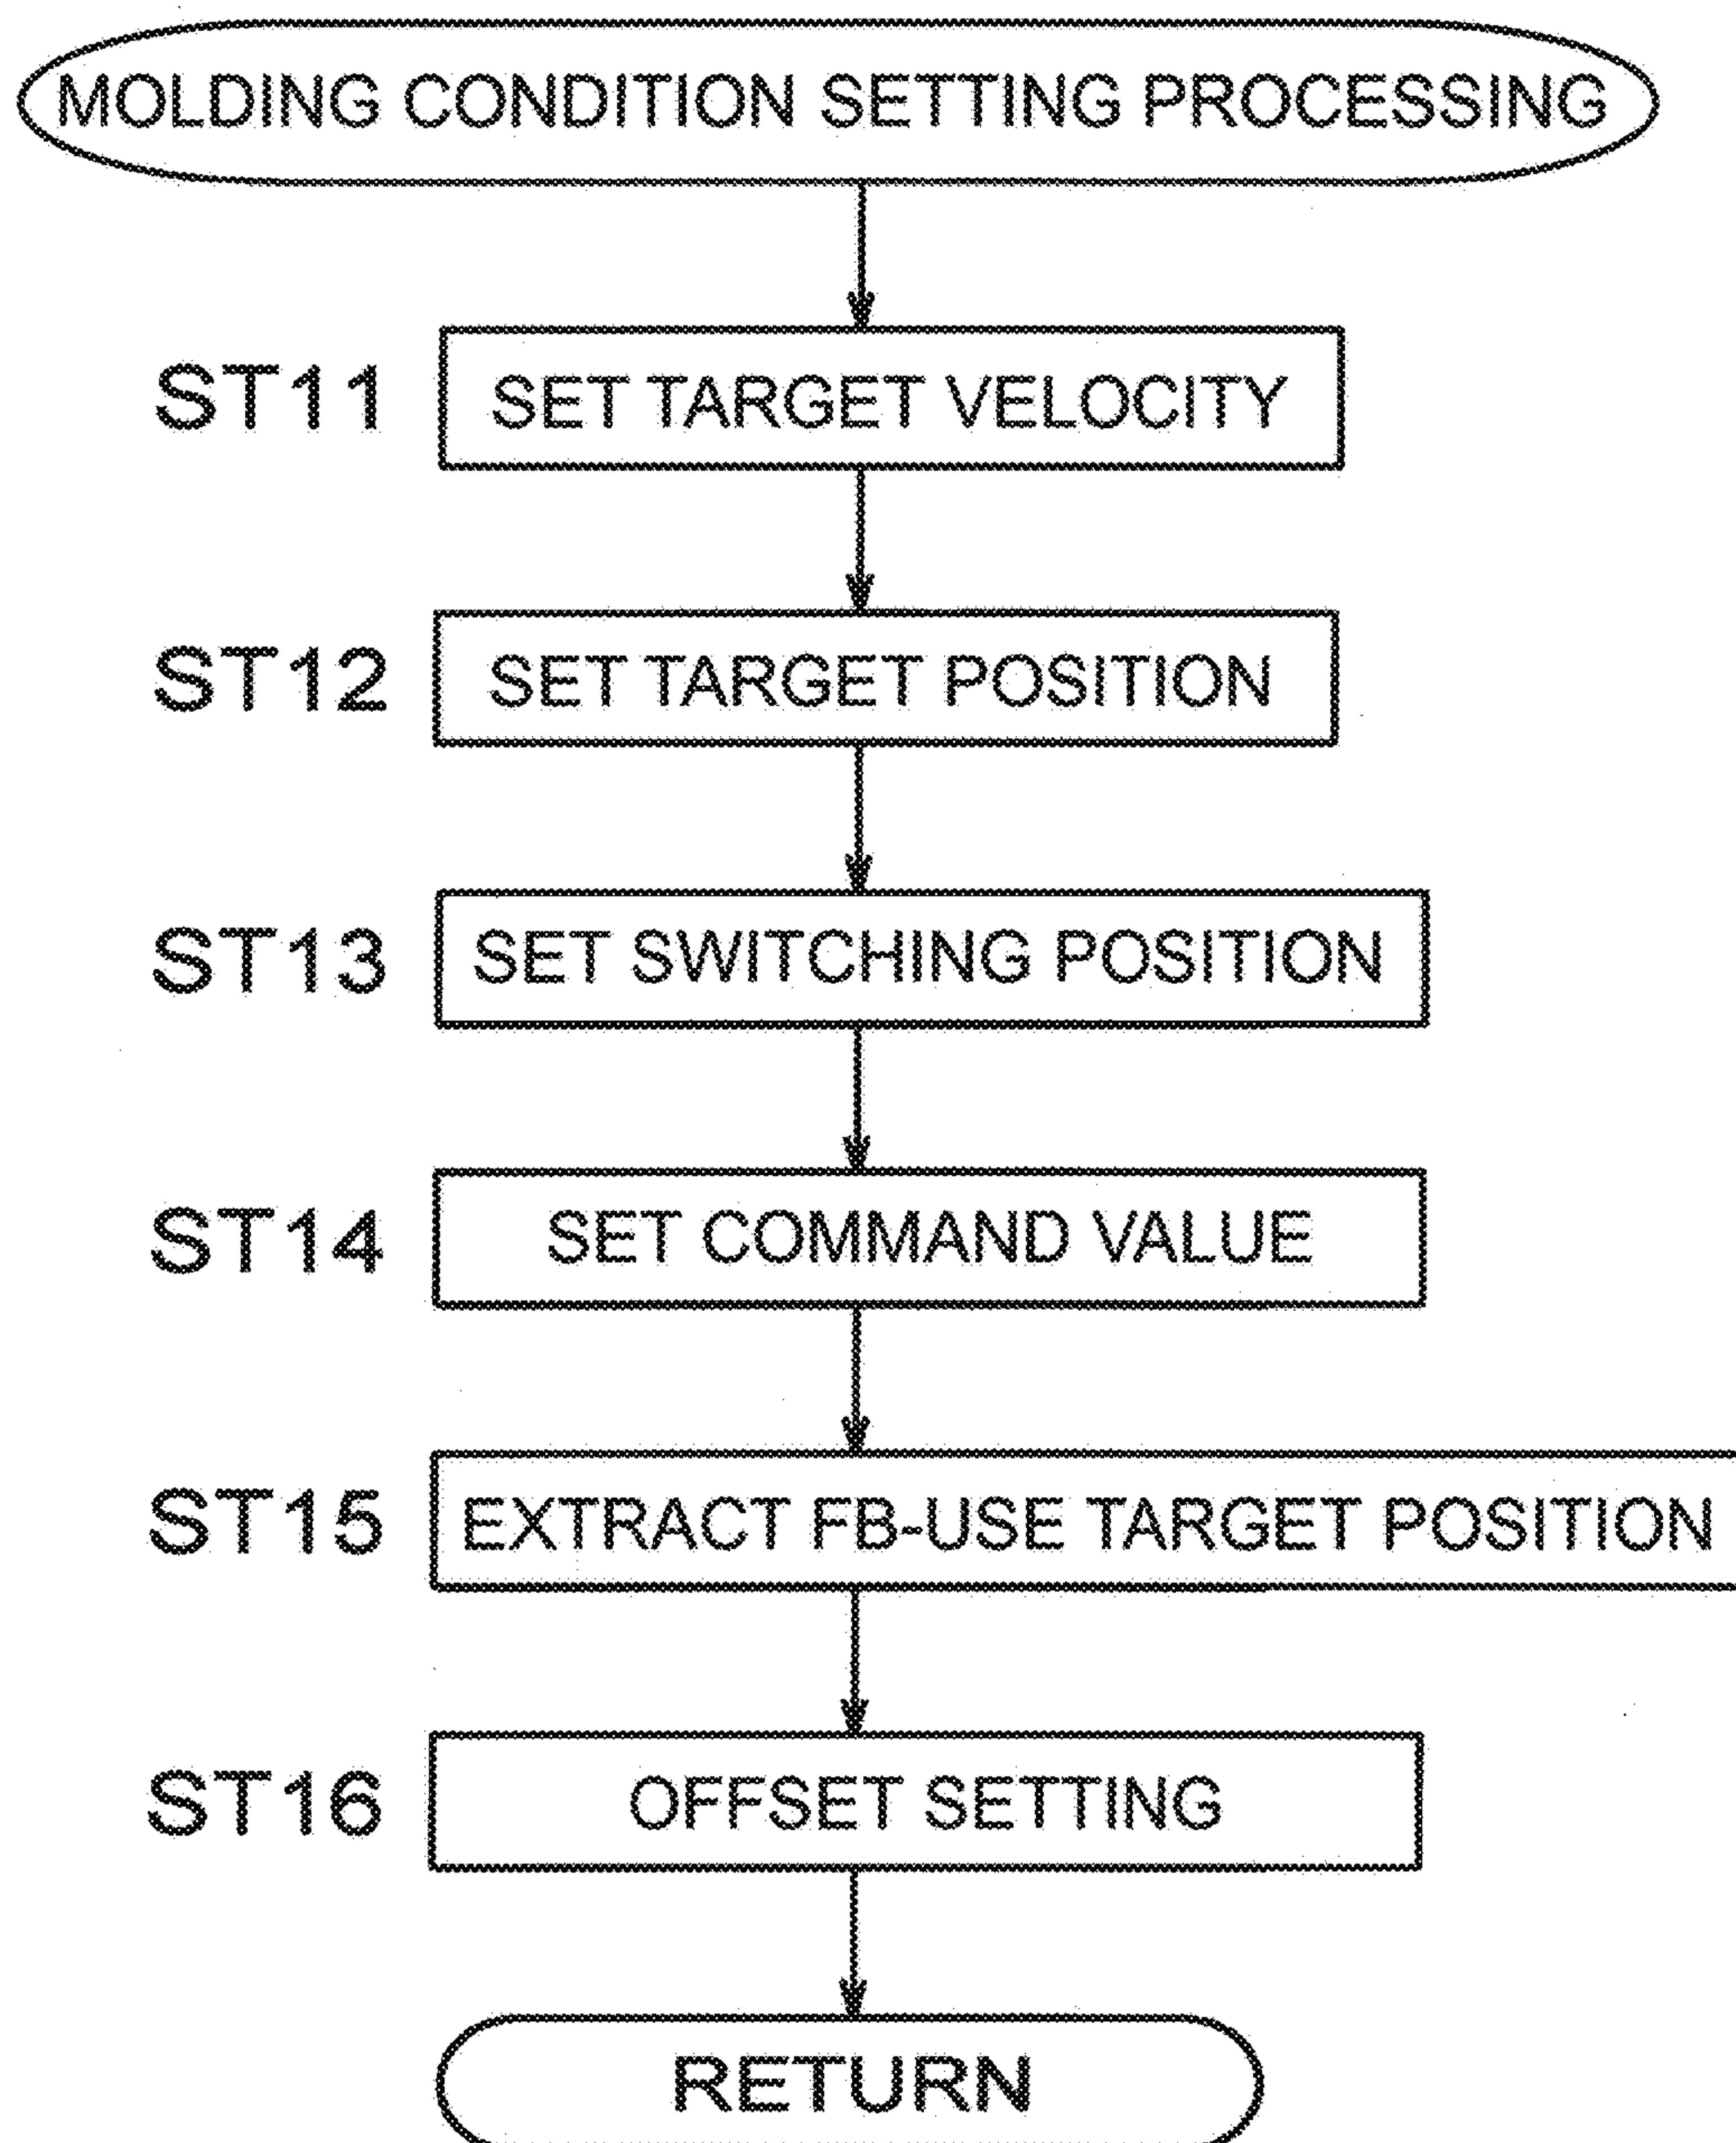 MOLDING CONDITION SETTING PROCESSING
ST11 SET TARGET VELOCITY
ST12 SET TARGET POSITION
ST13 SET SWITCHING POSITION
ST14 SET COMMAND VALUE
ST15 EXTRACT FB-USE TARGET POSITION
ST16 OFFSET SETTING
RETURN